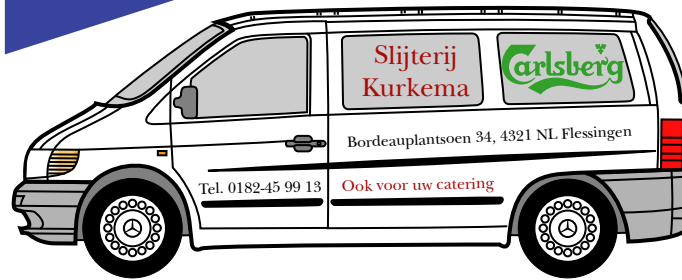 Slijterij
Kurkema
Carlsberg
Bordeauplantsoen 34, 4321 NL Flessingen
Tel. 0182-45 99 13
Ook voor uw catering